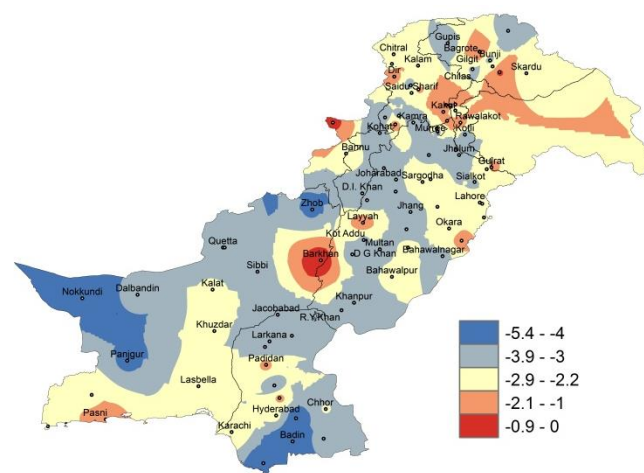 Gupis
Chitral
Bagrote
Kalam
Gilgit
Bunji
Dir
Chilas
Skardu
Saidu Sharif
Kakul
Kamra
Rawalakot
Kohat
Murree
Kotli
Bannu
Jhelum
Gujrat
Joharabad
Sargodha
Sialkot
D.I. Khan
Zhob
Jhang
Lahore
Layyah
Okara
Kot Addu
Quetta
Multan
Barkhan
D G Khan
Bahawalnagar
Sibbi
Bahawalpur
Nokkundi
Dalbandin
Kalat
Khanpur
Jacobabad
R.Y.Khan
Khuzdar
Larkana
Panjgur
Padidan
Lasbella
Pasni
Hyderabad
Chhor
Karachi
Badin
-5.4 - -4
-3.9 - -3
-2.9 - -2.2
-2.1 - -1
-0.9 - 0